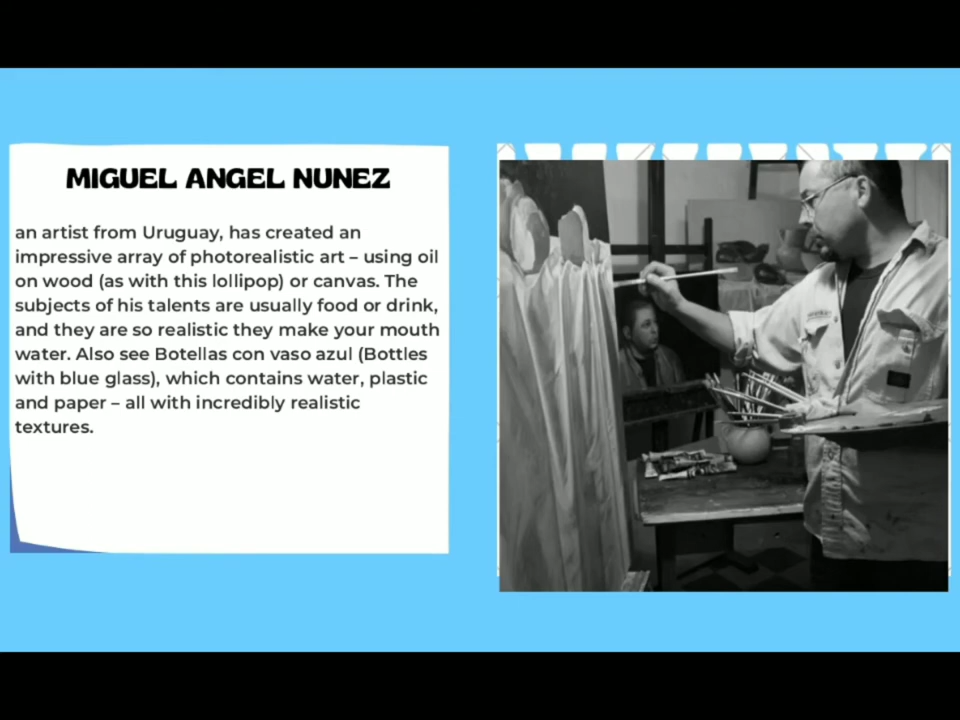 MIGUEL ANGEL NUNEZ
an artist from Uruguay, has created an
impressive array of photorealistic art – using oil
on wood (as with this lollipop) or canvas. The
subjects of his talents are usually food or drink,
and they are so realistic they make your mouth
water. Also see Botellas con vaso azul (Bottles
with blue glass), which contains water, plastic
and paper – all with incredibly realistic
textures.